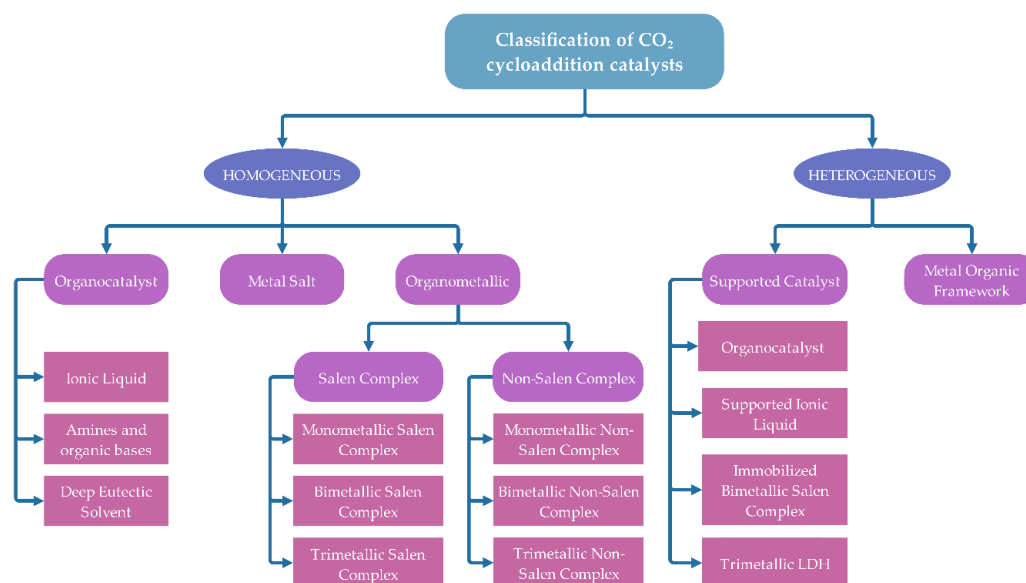 Classification of CO₂
cycloaddition catalysts
HOMOGENEOUS
HETEROGENEOUS
Organocatalyst
Metal Salt
Organometallic
Supported Catalyst
Metal Organic
Framework
Ionic Liquid
Amines and
organic bases
Deep Eutectic
Solvent
Salen Complex
Non-Salen Complex
Monometallic Salen
Complex
Bimetallic Salen
Complex
Trimetallic Salen
Complex
Monometallic Non-
Salen Complex
Bimetallic Non-Salen
Complex
Trimetallic Non-
Salen Complex
Organocatalyst
Supported Ionic
Liquid
Immobilized
Bimetallic Salen
Complex
Trimetallic LDH